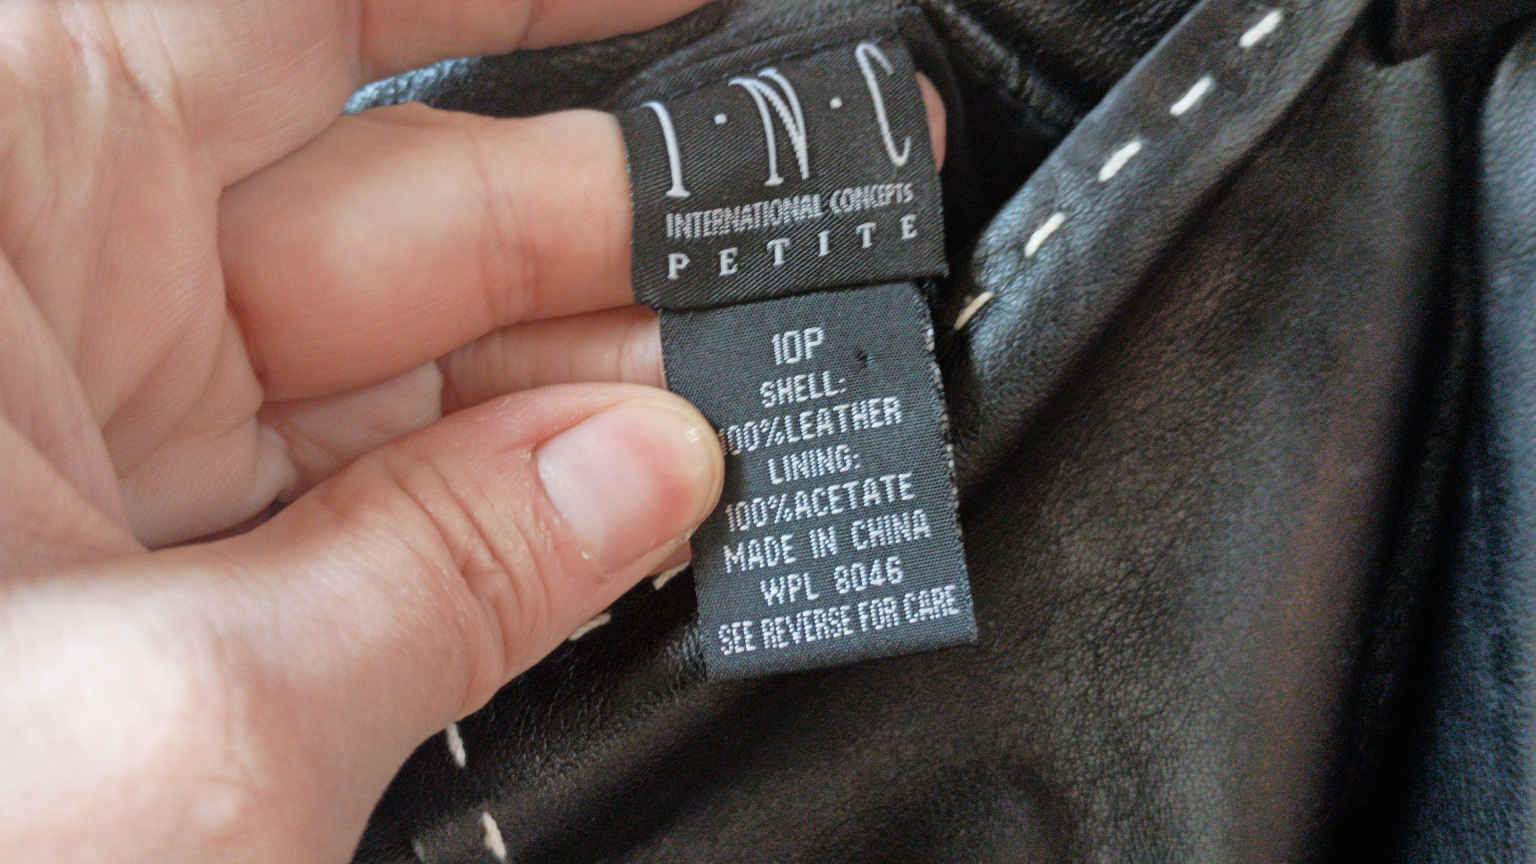 I·N·C
INTERNATIONAL CONCEPTS
PETITE
10P
SHELL:
100%LEATHER
LINING:
100%ACETATE
MADE IN CHINA
WPL 8046
SEE REVERSE FOR CARE